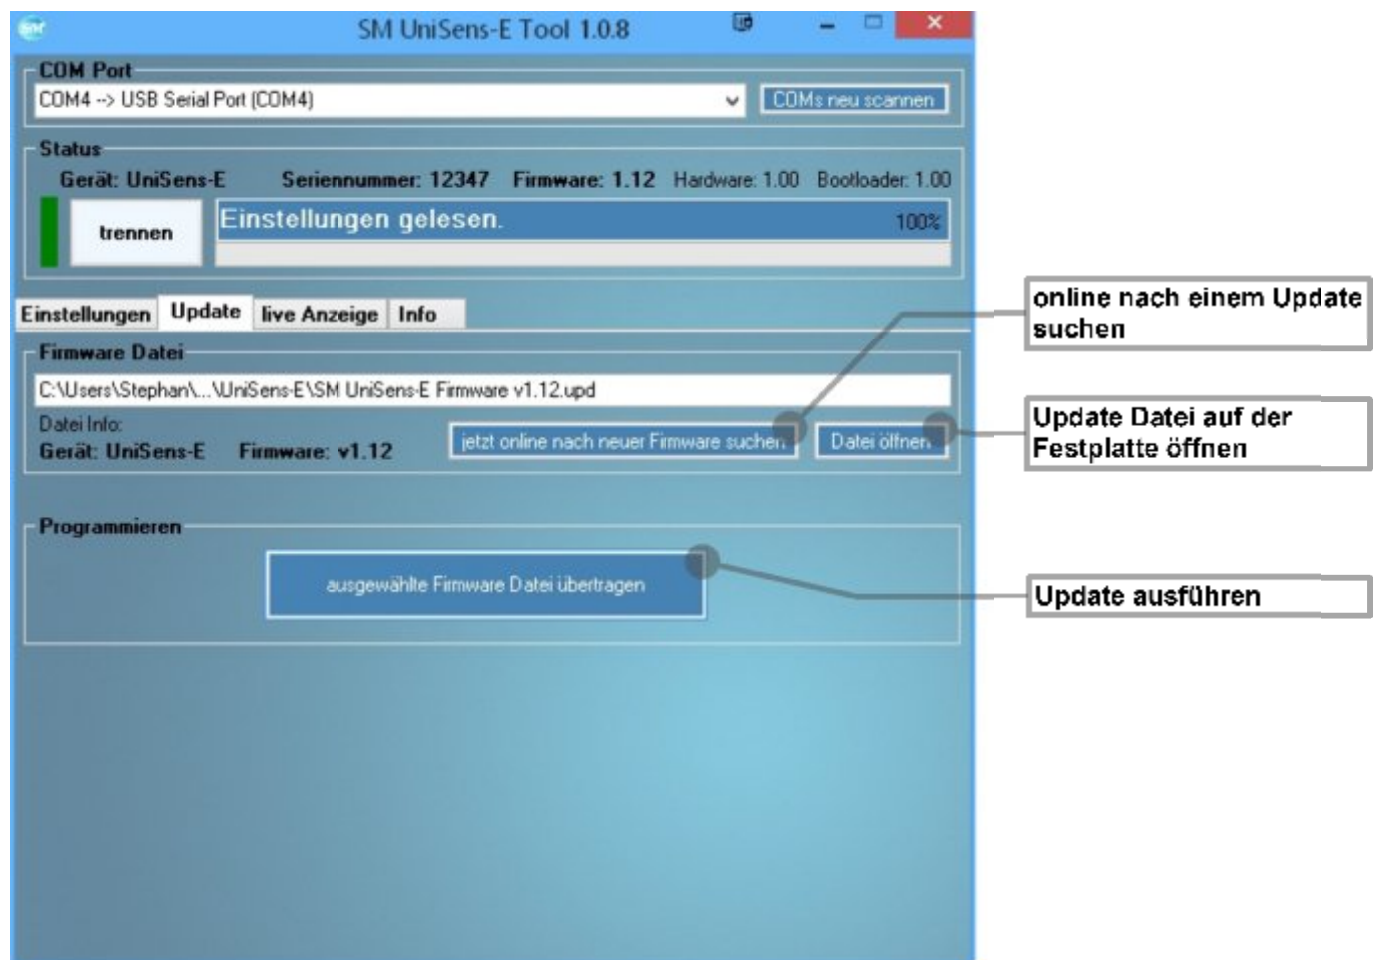 SM UniSens-E Tool 1.0.8
COM Port
COM4 --> USB Serial Port (COM4)
COMs neu scannen
Status
Gerät: UniSens-E Seriennummer: 12347 Firmware: 1.12 Hardware: 1.00 Bootloader: 1.00
trennen
Einstellungen gelesen. 100%
Einstellungen Update live Anzeige Info
online nach einem Update
suchen
Firmware Datei
C:\Users\Stephan\...\UniSens-E\SM UniSens-E Firmware v1.12.upd
Datei Info:
Gerät: UniSens-E Firmware: v1.12
jetzt online nach neuer Firmware suchen
Datei öffnen
Update Datei auf der
Festplatte öffnen
Programmieren
ausgewählte Firmware Datei übertragen
Update ausführen